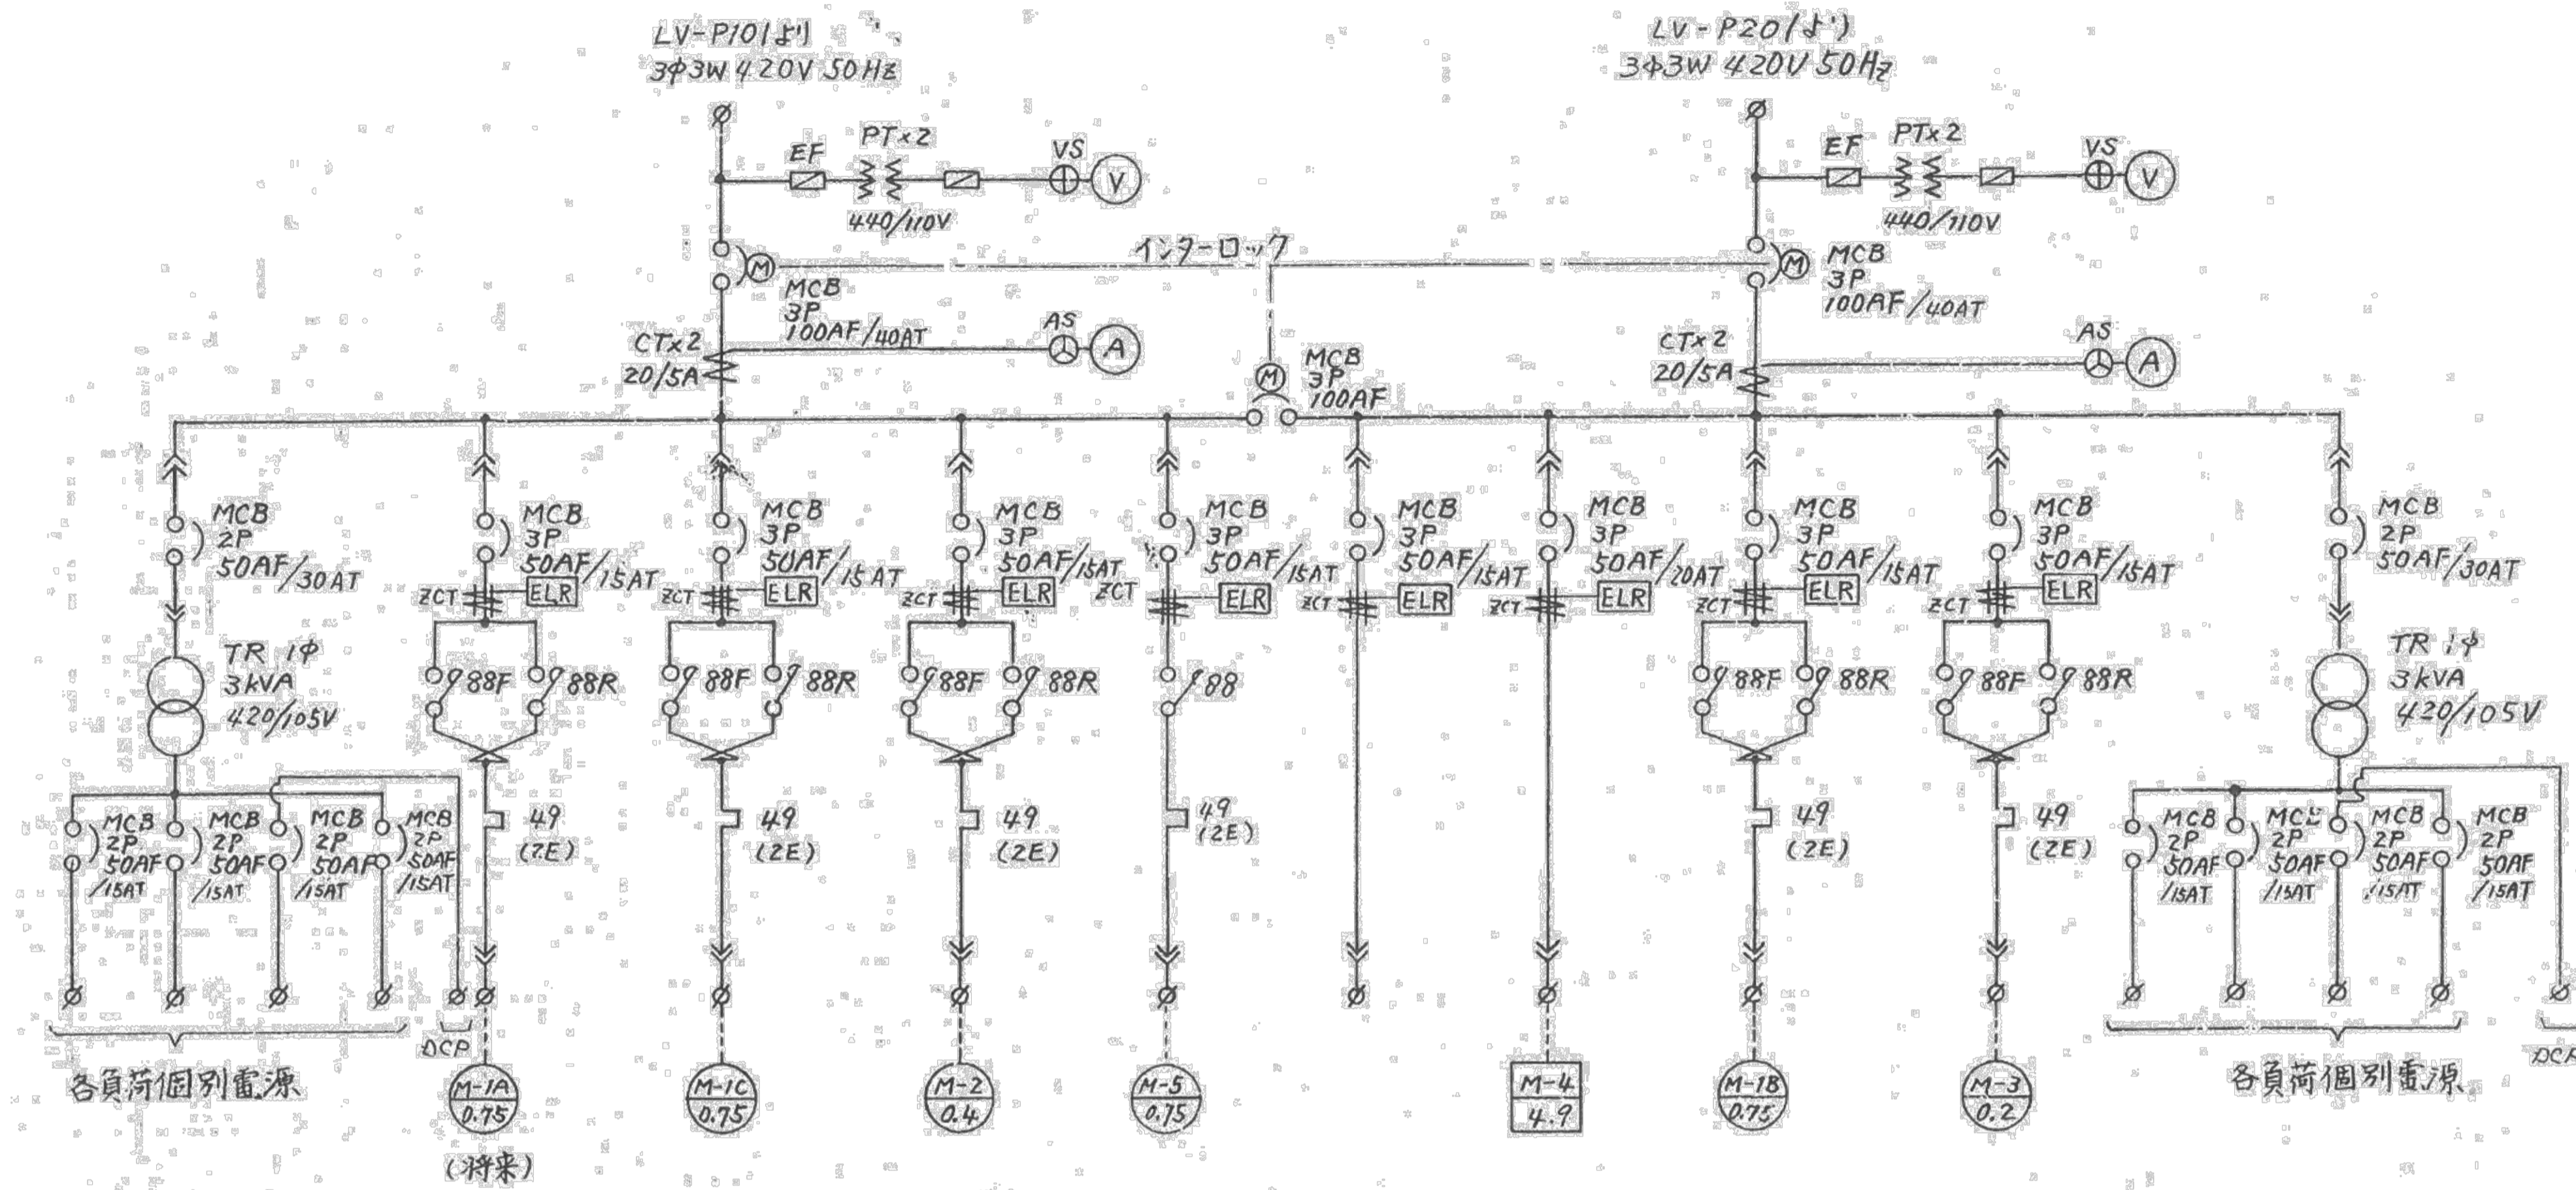 LV-P101より
3φ3W 420V 50Hz
LV-P201より
3φ3W 420V 50Hz
EF
PT×2
VS
V
440/110V
EF
PT×2
VS
V
440/110V
インターロック
M
MCB
3P
100AF/40AT
M
MCB
3P
100AF/40AT
CT×2
20/5A
AS
A
M
MCB
3P
100AF
CT×2
20/5A
AS
A
MCB
2P
50AF/30AT
MCB
3P
50AF/15AT
ZCT
ELR
MCB
3P
50AF/15AT
ZCT
ELR
MCB
3P
50AF/15AT
ZCT
ELR
MCB
3P
50AF/15AT
ZCT
ELR
MCB
3P
50AF/15AT
ZCT
ELR
MCB
3P
50AF/20AT
ZCT
ELR
MCB
3P
50AF/15AT
ZCT
ELR
MCB
3P
50AF/15AT
ZCT
ELR
MCB
2P
50AF/30AT
TR 1φ
3kVA
420/105V
88F
88R
88F
88R
88F
88R
88
88F
88R
88F
88R
TR 1φ
3kVA
420/105V
MCB
2P
50AF
/15AT
MCB
2P
50AF
/15AT
MCB
2P
50AF
/15AT
MCB
2P
50AF
/15AT
49
(2E)
49
(2E)
49
(2E)
49
(2E)
49
(2E)
49
(2E)
MCB
2P
50AF
/15AT
MCB
2P
50AF
/15AT
MCB
2P
50AF
/15AT
MCB
2P
50AF
/15AT
各負荷個別電源
DCP
M-1A
0.75
(将来)
M-1C
0.75
M-2
0.4
M-5
0.75
M-4
4.9
M-1B
0.75
M-3
0.2
各負荷個別電源